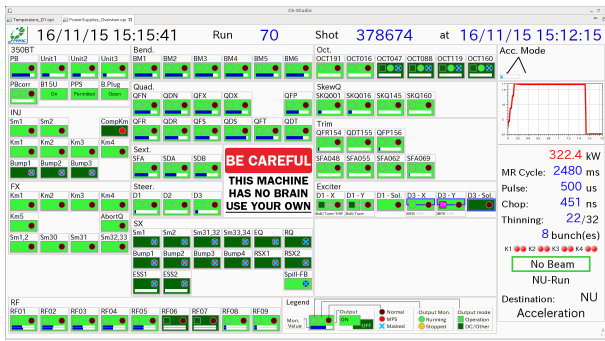 CS-Studio
Temperature_D1.opi
PowerSupplies_Overview.opi
16/11/15 15:15:41 Run 70 Shot 378674 at 16/11/15 15:12:15
350BT
PB Unit1 Unit2 Unit3
PBcorr B15U PPS B.Plug
On Permitted Open
INJ
Sm1 Sm2 CompKm
Km1 Km2 Km3 Km4
Bump1 Bump2 Bump3
FX
Km1 Km2 Km3 Km4
Km5 AbortQ
Sm1,2 Sm30 Sm31 Sm32,33
RF
RF01 RF02 RF03 RF04 RF05 RF06 RF07 RF08 RF09
Bend.
BM1 BM2 BM3 BM4 BM5 BM6
Quad.
QFN QDN QFX QDX QFP
QFR QDR QFS QDS QFT QDT
Sext.
SFA SDA SDB
Steer.
D1 D2 D3
SX
Sm1 Sm2 Sm31,32 Sm33,34 EQ RQ
Bump1 Bump2 Bump3 Bump4 RSX1 RSX2
ESS1 ESS2 Spill-FB
BE CAREFUL
THIS MACHINE
HAS NO BRAIN
USE YOUR OWN
Oct.
OCT191 OCT016 OCT047 OCT088 OCT119 OCT160
SkewQ
SKQ001 SKQ016 SKQ145 SKQ160
Trim
QFR154 QDT155 QFP156
SFA048 SFA055 SFA062 SFA069
Exciter
D1 - X D1 - Y D1 - Sol. D3 - X D3 - Y D3 - Sol.
Legend
Mon.
Value
Output
ON
OFF
Normal
MPS
Masked
Output Mon.
Running
Stopped
Output mode
Operation
DC/Other
Acc. Mode
322.4 kW
MR Cycle: 2480 ms
Pulse: 500 us
Chop: 451 ns
Thinning: 22/32
8 bunch(es)
K1 K2 K3 K4
No Beam
NU-Run
Destination: NU
Acceleration